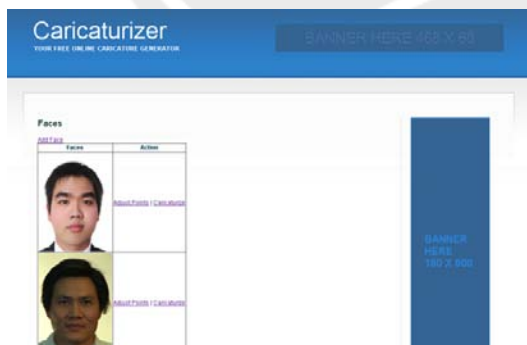 Caricaturizer
YOUR FREE ONLINE CARICATURE GENERATOR
BANNER HERE 468 X 60
Faces
Add Face
Faces Action
Adjust Points | Caricaturize
Adjust Points | Caricaturize
BANNER
HERE
160 X 600